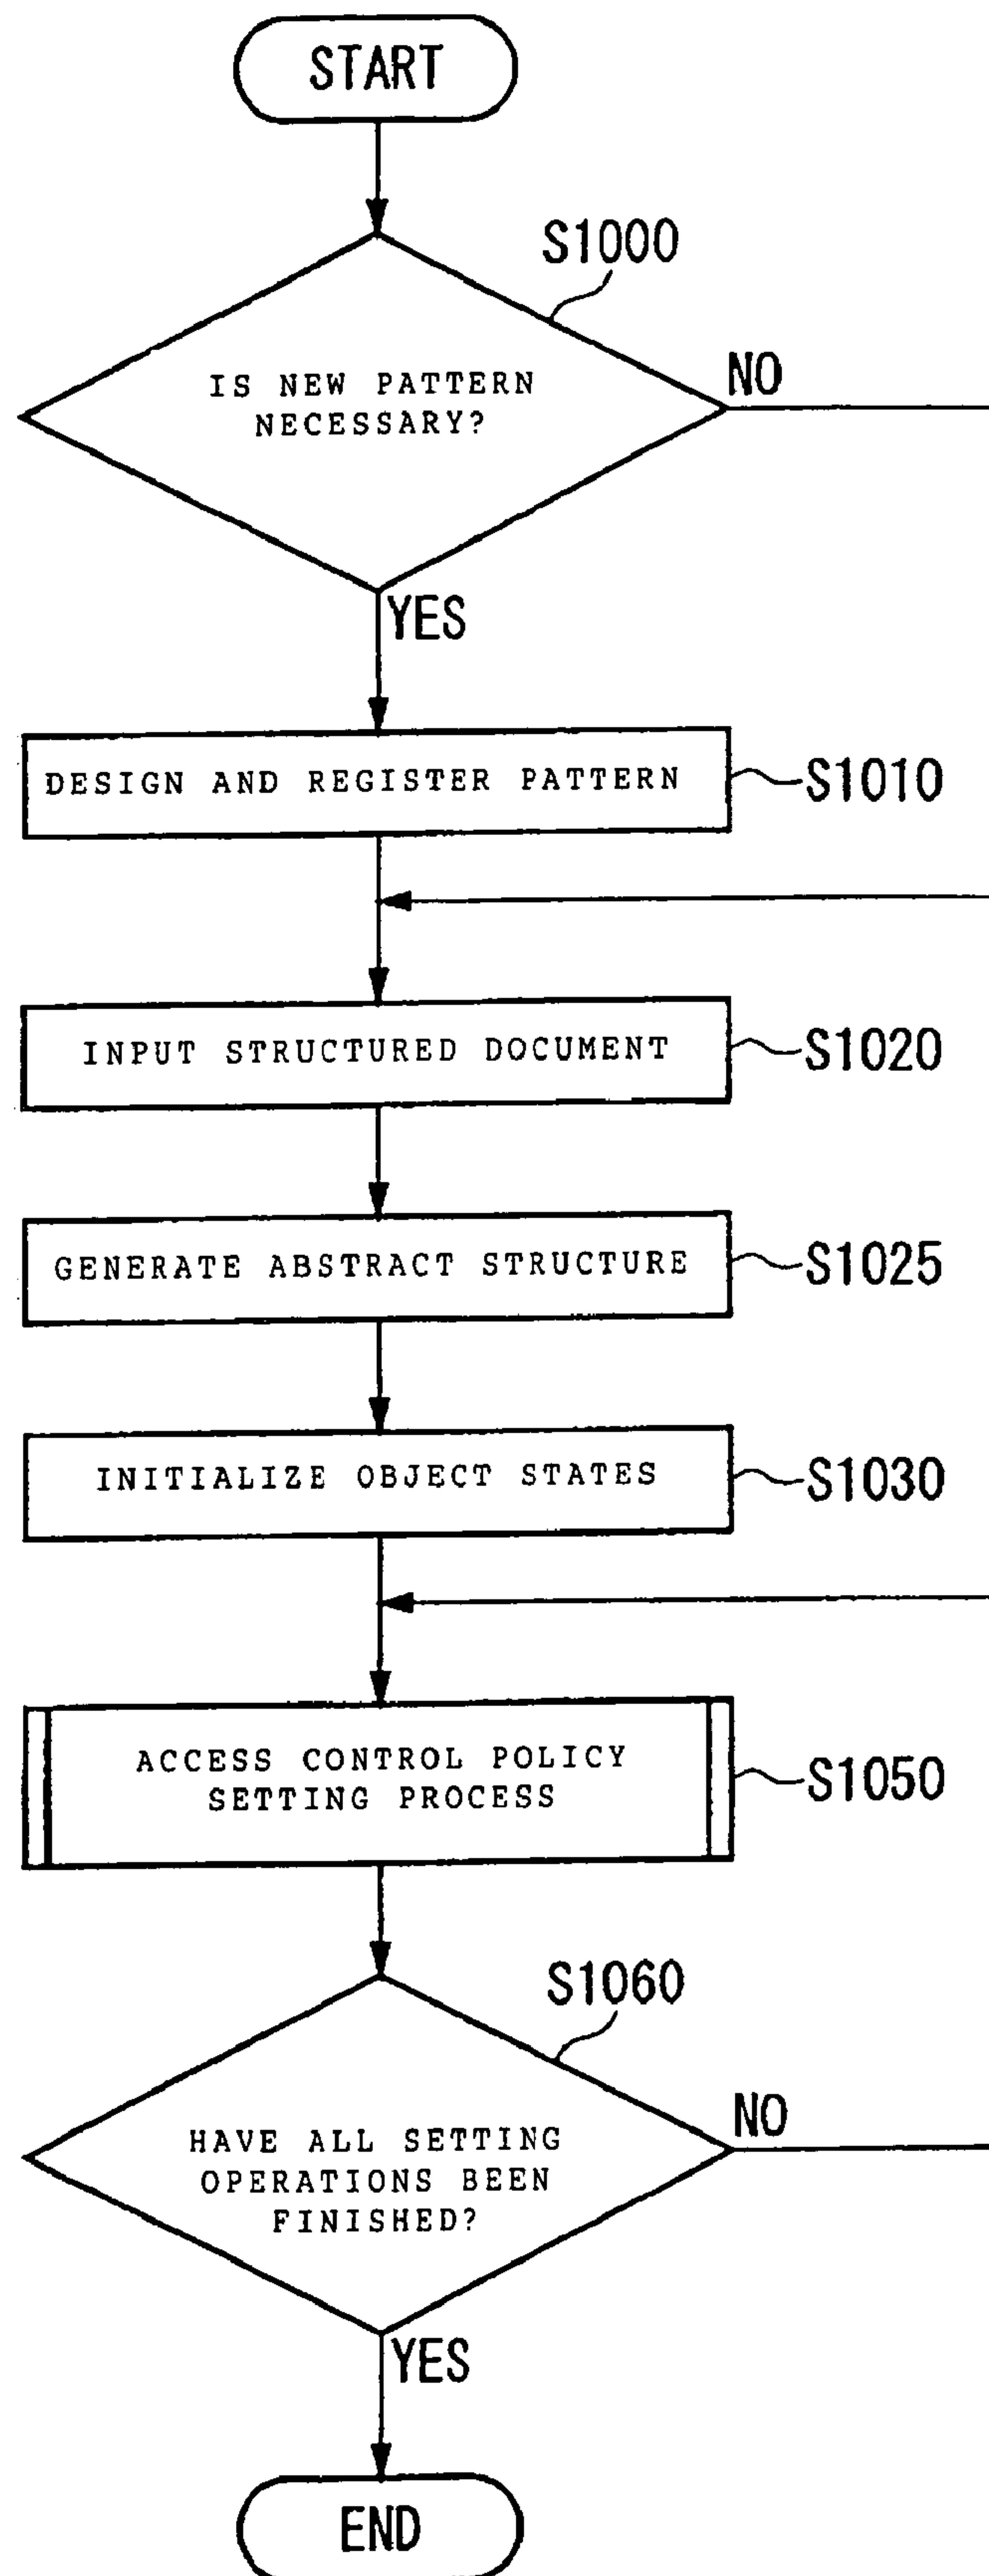 START
S1000
IS NEW PATTERN
NECESSARY?
NO
YES
DESIGN AND REGISTER PATTERN
S1010
INPUT STRUCTURED DOCUMENT
S1020
GENERATE ABSTRACT STRUCTURE
S1025
INITIALIZE OBJECT STATES
S1030
ACCESS CONTROL POLICY
SETTING PROCESS
S1050
S1060
HAVE ALL SETTING
OPERATIONS BEEN
FINISHED?
NO
YES
END